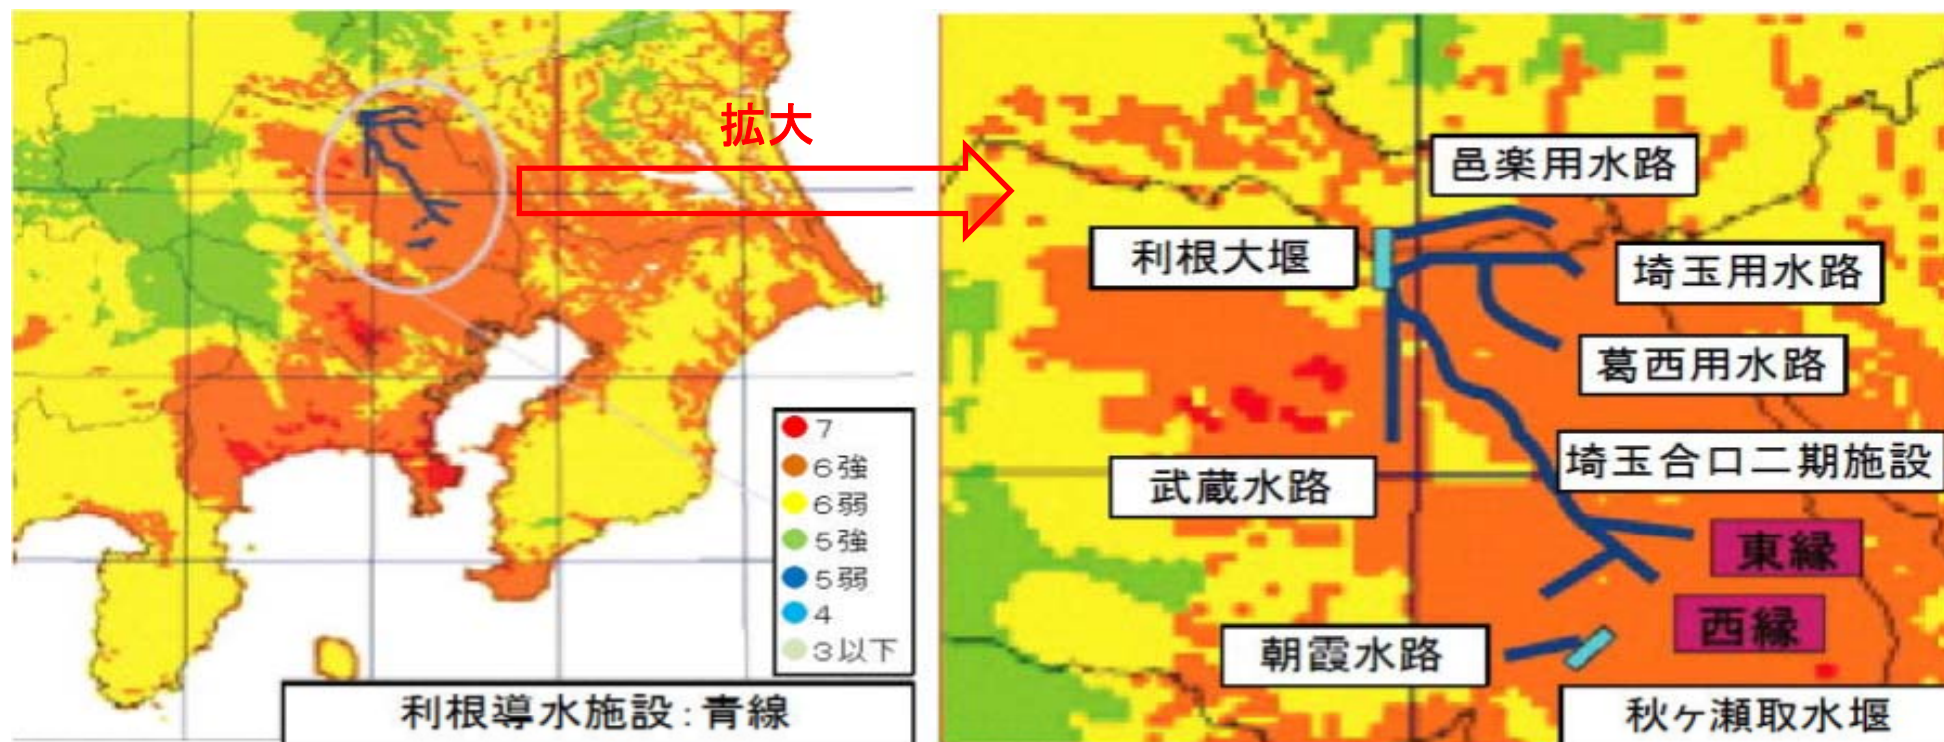 拡大
7
6強
6弱
5強
5弱
4
3以下
利根導水施設:青線
邑楽用水路
利根大堰
埼玉用水路
葛西用水路
埼玉合口二期施設
武蔵水路
東縁
西縁
朝霞水路
秋ヶ瀬取水堰